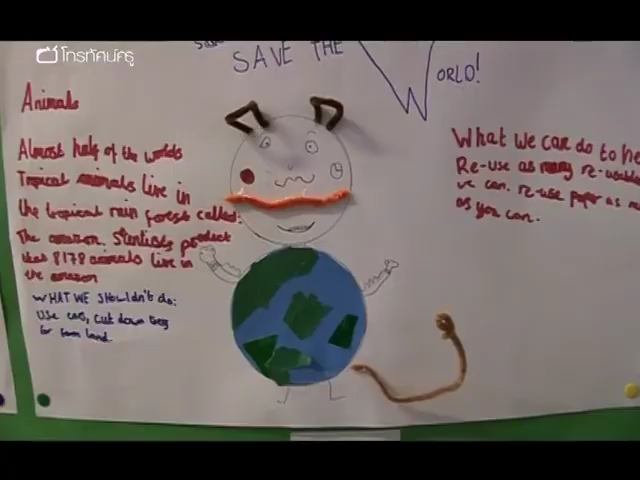 โทรทัศน์ครู
SAVE THE WORLD!
Animals
Almost half of the worlds
Tropical animals live in
the tropical rain forest called:
The amazon. Scientists product
that 8178 animals live in
the amazon
WHAT WE Shouldn't do:
Use cars, cut down trees
for farm land.
What we can do to he
Re-use as many re-usable
we can. re-use paper as m
as you can.